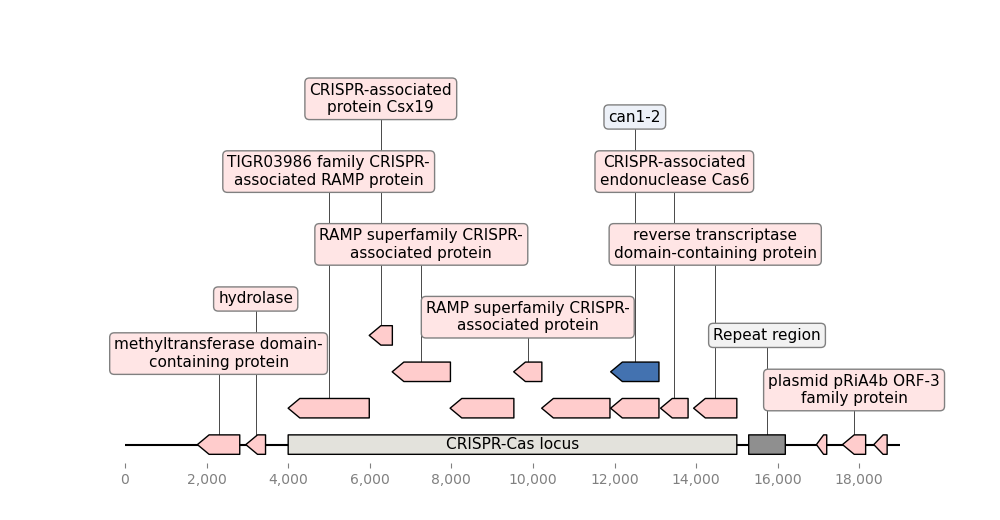 CRISPR-associated
protein Csx19
can1-2
TIGR03986 family CRISPR-
associated RAMP protein
CRISPR-associated
endonuclease Cas6
RAMP superfamily CRISPR-
associated protein
reverse transcriptase
domain-containing protein
hydrolase
RAMP superfamily CRISPR-
associated protein
methyltransferase domain-
containing protein
Repeat region
plasmid pRiA4b ORF-3
family protein
CRISPR-Cas locus
0 2,000 4,000 6,000 8,000 10,000 12,000 14,000 16,000 18,000